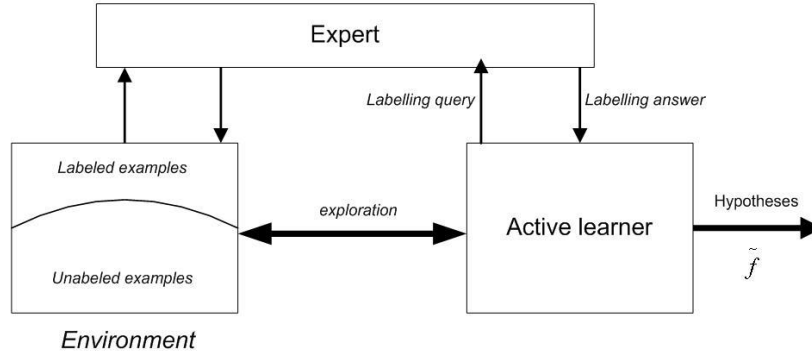 Expert
Labelling query
Labelling answer
Labeled examples
exploration
Active learner
Hypotheses
f̃
Unabeled examples
Environment